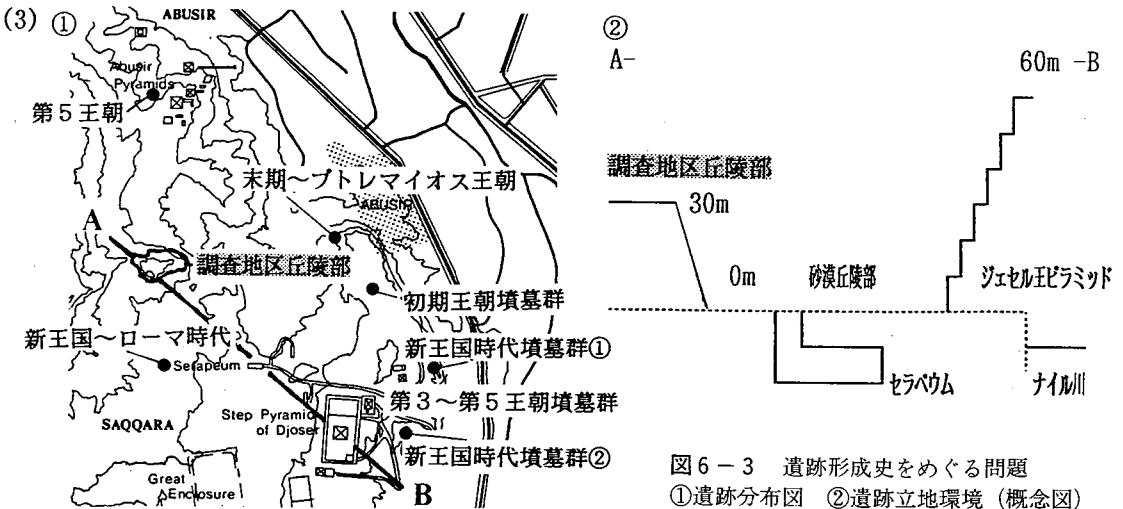 (3) ①
ABUSIR
Abusir
Pyramids
第5王朝
末期~プトレマイオス王朝
ABUSIR
A
調査地区丘陵部
初期王朝墳墓群
新王国~ローマ時代
新王国時代墳墓群①
Serapeum
第3~第5王朝墳墓群
Step Pyramid
of Djoser
SAQQARA
新王国時代墳墓群②
Great
Enclosure
B
②
A-
60m -B
調査地区丘陵部
30m
0m
砂漠丘陵部
ジェセル王ピラミッド
セラペウム
ナイル川
図6-3 遺跡形成史をめぐる問題
①遺跡分布図 ②遺跡立地環境(概念図)